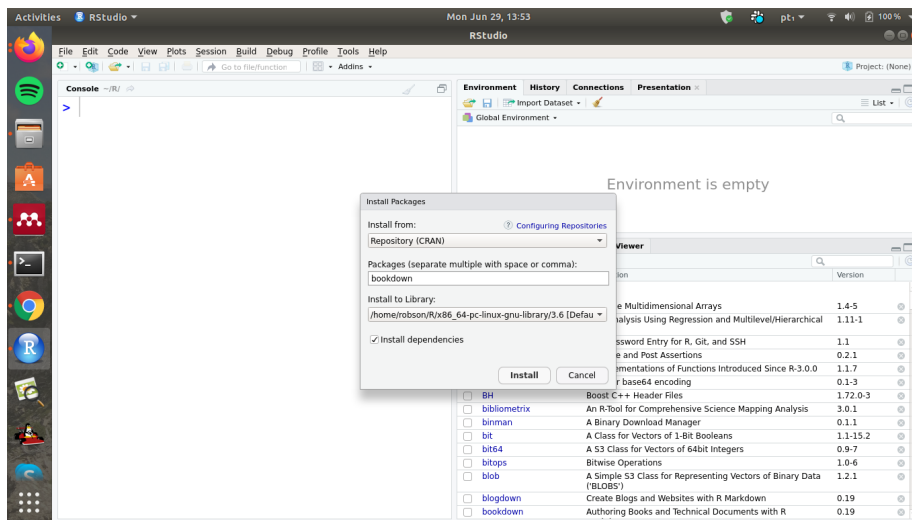 Activities RStudio Mon Jun 29, 13:53 pt₁ 100 %
RStudio
File Edit Code View Plots Session Build Debug Profile Tools Help
Go to file/function Addins Project: (None)
Console ~/R/
>
Environment History Connections Presentation
Import Dataset List
Global Environment
Environment is empty
Install Packages
Install from: Configuring Repositories
Repository (CRAN)
Packages (separate multiple with space or comma):
bookdown
Install to Library:
/home/robson/R/x86_64-pc-linux-gnu-library/3.6 [Defau
Install dependencies
Install Cancel
Viewer
Version
Multidimensional Arrays 1.4-5
Using Regression and Multilevel/Hierarchical 1.11-1
Entry for R, Git, and SSH 1.1
and Post Assertions 0.2.1
of Functions Introduced Since R-3.0.0 1.1.7
base64 encoding 0.1-3
BH Boost C++ Header Files 1.72.0-3
bibliometrix An R-Tool for Comprehensive Science Mapping Analysis 3.0.1
binman A Binary Download Manager 0.1.1
bit A Class for Vectors of 1-Bit Booleans 1.1-15.2
bit64 A S3 Class for Vectors of 64bit Integers 0.9-7
bitops Bitwise Operations 1.0-6
blob A Simple S3 Class for Representing Vectors of Binary Data 1.2.1
('BLOBS')
blogdown Create Blogs and Websites with R Markdown 0.19
bookdown Authoring Books and Technical Documents with R 0.19